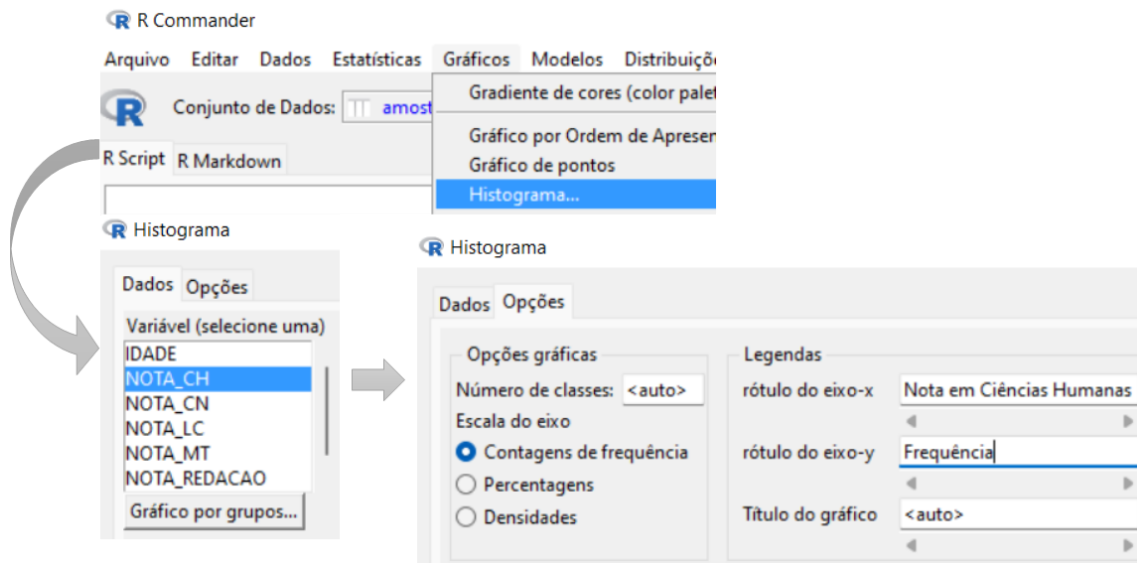 R Commander
Arquivo Editar Dados Estatísticas Gráficos Modelos Distribuiçõ
Gradiente de cores (color palet
Conjunto de Dados: amost
Gráfico por Ordem de Apresen
R Script R Markdown
Gráfico de pontos
Histograma...
Histograma
Dados Opções
Variável (selecione uma)
IDADE
NOTA_CH
NOTA_CN
NOTA_LC
NOTA_MT
NOTA_REDACAO
Gráfico por grupos...
Histograma
Dados Opções
Opções gráficas
Número de classes: <auto>
Escala do eixo
Contagens de frequência
Percentagens
Densidades
Legendas
rótulo do eixo-x Nota em Ciências Humanas
rótulo do eixo-y Frequência
Título do gráfico <auto>